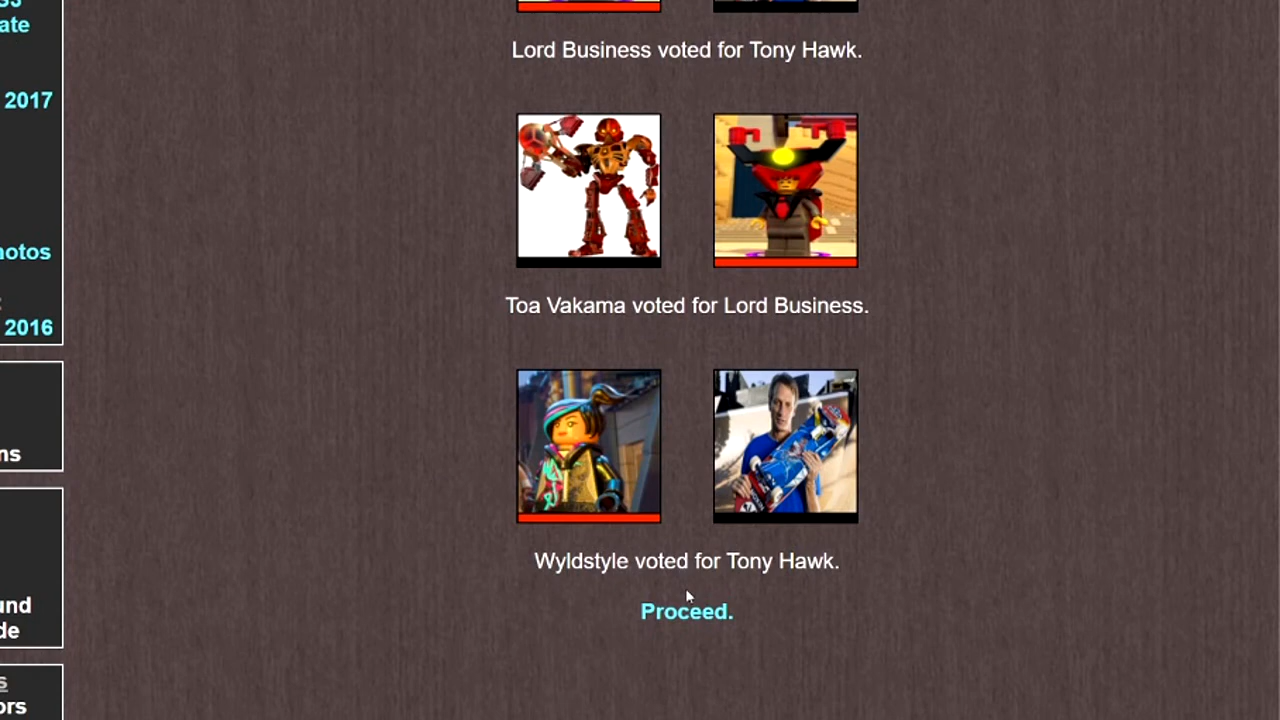 ate
2017
hotos
2016
ns
und
de
s
ors
Lord Business voted for Tony Hawk.
Toa Vakama voted for Lord Business.
Wyldstyle voted for Tony Hawk.
Proceed.